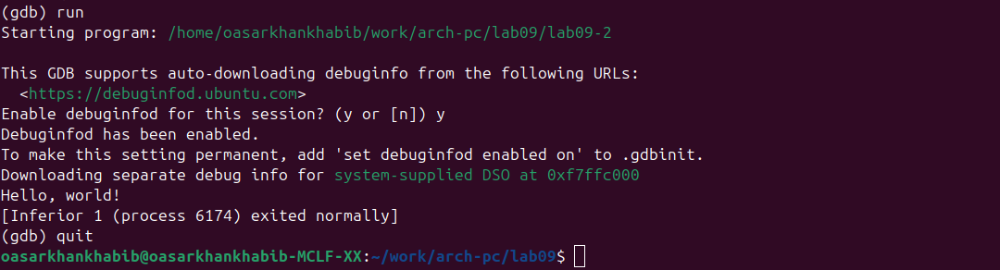 (gdb) run
Starting program: /home/oasarkhankhabib/work/arch-pc/lab09/lab09-2

This GDB supports auto-downloading debuginfo from the following URLs:
  <https://debuginfod.ubuntu.com>
Enable debuginfod for this session? (y or [n]) y
Debuginfod has been enabled.
To make this setting permanent, add 'set debuginfod enabled on' to .gdbinit.
Downloading separate debug info for system-supplied DSO at 0xf7ffc000
Hello, world!
[Inferior 1 (process 6174) exited normally]
(gdb) quit
oasarkhankhabib@oasarkhankhabib-MCLF-XX:~/work/arch-pc/lab09$